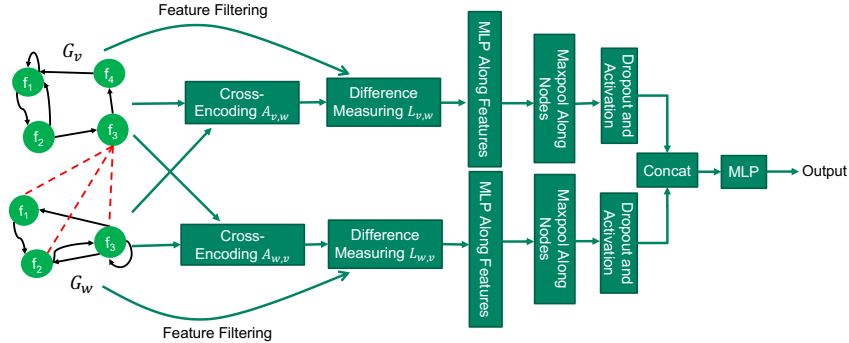 Feature Filtering
G_v
f_1
f_4
f_2
f_3
Cross-
Encoding A_{v,w}
Difference
Measuring L_{v,w}
MLP Along Features
Maxpool Along
Nodes
Dropout and
Activation
Concat
MLP
Output
f_1
f_2
f_3
G_w
Cross-
Encoding A_{w,v}
Difference
Measuring L_{w,v}
MLP Along Features
Maxpool Along
Nodes
Dropout and
Activation
Feature Filtering